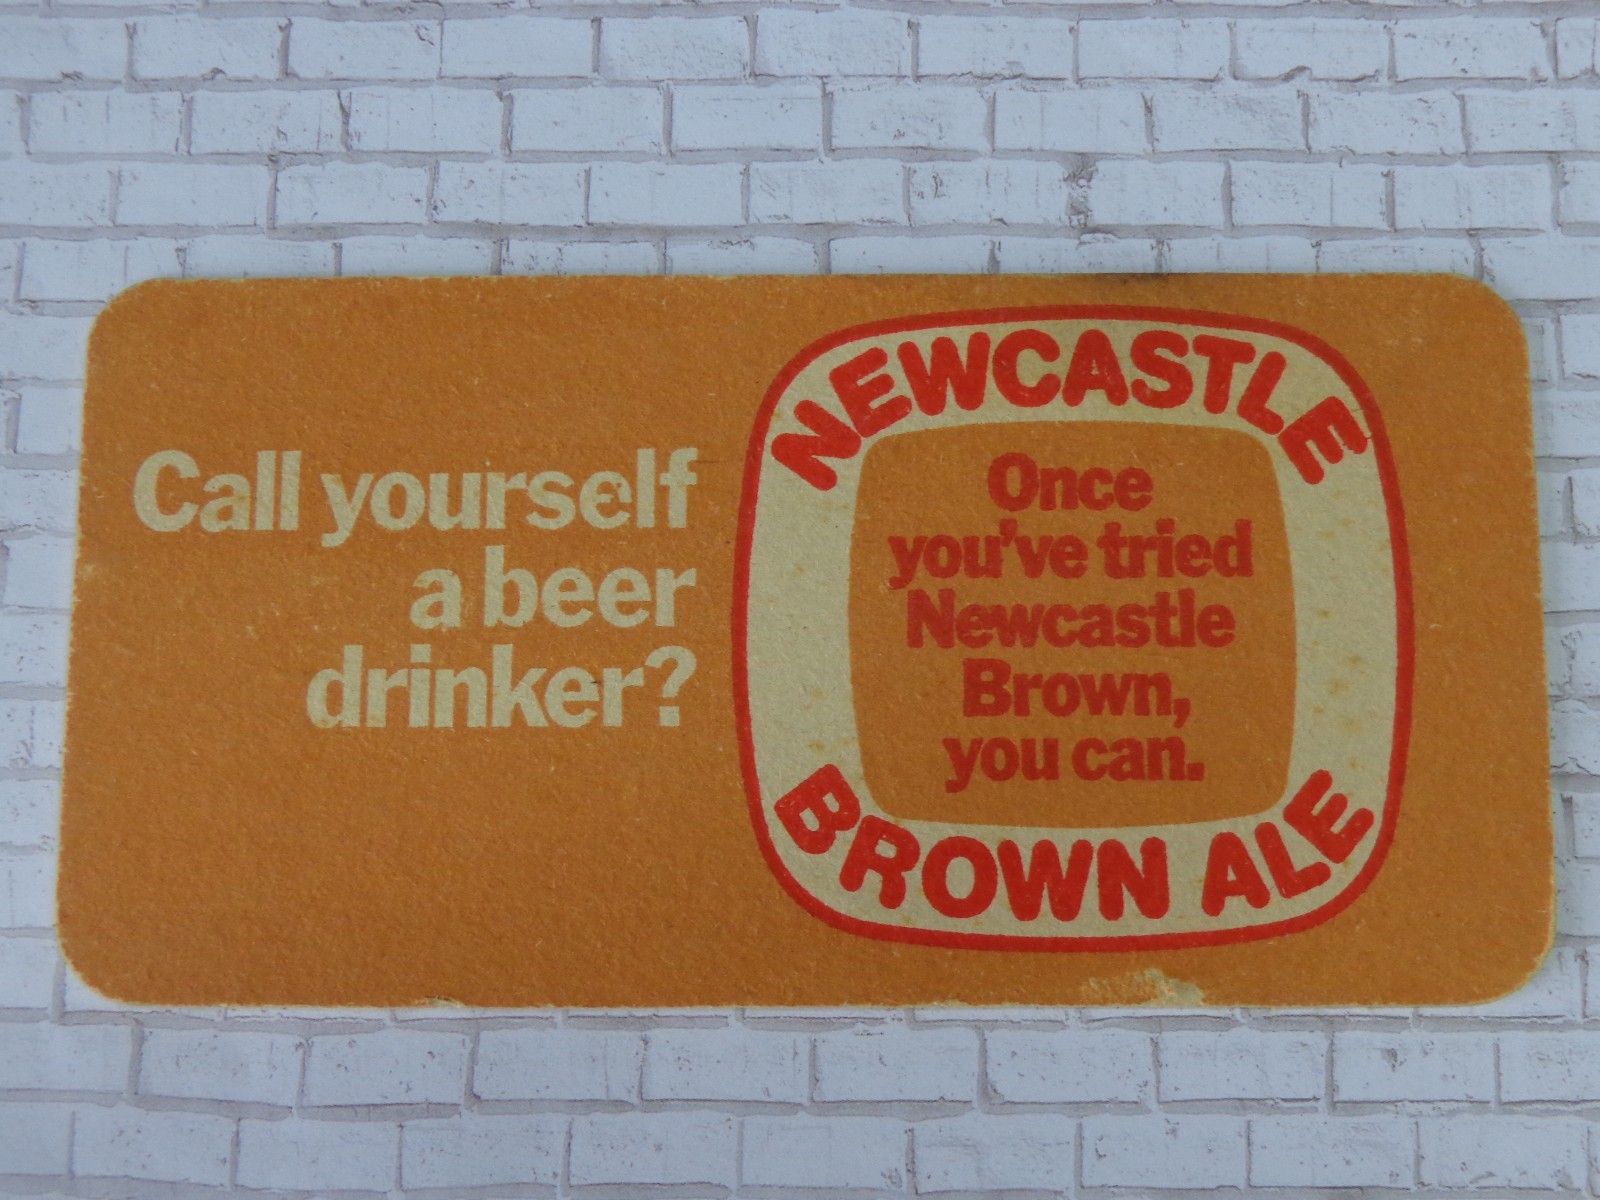 Call yourself
a beer
drinker?
NEWCASTLE
Once
you've tried
Newcastle
Brown,
you can.
BROWN ALE